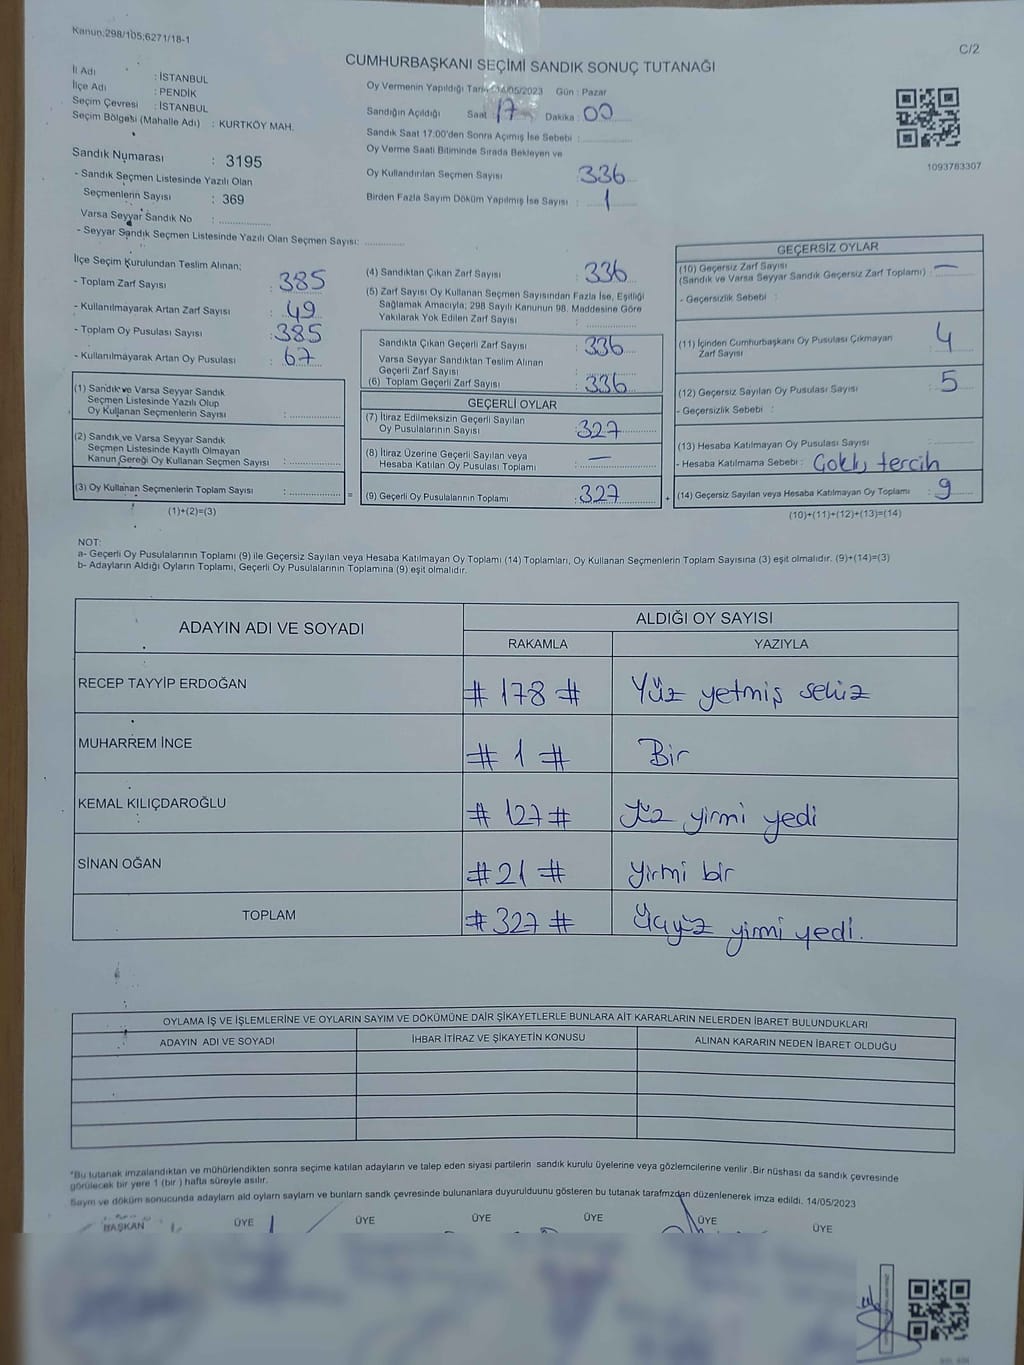 Kanun:298/105;6271/18-1
C/2
CUMHURBAŞKANI SEÇİMİ SANDIK SONUÇ TUTANAĞI
İl Adı : İSTANBUL
İlçe Adı : PENDİK
Seçim Çevresi : İSTANBUL
Seçim Bölgesi (Mahalle Adı) : KURTKÖY MAH.
Oy Vermenin Yapıldığı /05/2023 Gün : Pazar
Sandığın Açıldığı Saat : 17 Dakika : 00
Sandık Saat 17:00'den Sonra Açımış İse Sebebi :
Oy Verme Saati Bitiminde Sırada Bekleyen ve
Oy Kullandırılan Seçmen Sayısı : 336
Birden Fazla Sayım Döküm Yapılmış İse Sayısı : 1
1093783307
Sandık Numarası : 3195
- Sandık Seçmen Listesinde Yazılı Olan
Seçmenlerin Sayısı : 369
Varsa Seyyar Sandık No :
- Seyyar Sandık Seçmen Listesinde Yazılı Olan Seçmen Sayısı:
İlçe Seçim Kurulundan Teslim Alınan;
- Toplam Zarf Sayısı : 385
- Kullanılmayarak Artan Zarf Sayısı : 49
- Toplam Oy Pusulası Sayısı : 385
- Kullanılmayarak Artan Oy Pusulası : 67
(1) Sandık ve Varsa Seyyar Sandık
Seçmen Listesinde Yazılı Olup
Oy Kullanan Seçmenlerin Sayısı :
(2) Sandık ve Varsa Seyyar Sandık
Seçmen Listesinde Kayıtlı Olmayan
Kanun Gereği Oy Kullanan Seçmen Sayısı :
(3) Oy Kullanan Seçmenlerin Toplam Sayısı : =
(1)+(2)=(3)
(4) Sandıktan Çıkan Zarf Sayısı : 336
(5) Zarf Sayısı Oy Kullanan Seçmen Sayısından Fazla İse, Eşitliği
Sağlamak Amacıyla; 298 Sayılı Kanunun 98. Maddesine Göre
Yakılarak Yok Edilen Zarf Sayısı :
Sandıkta Çıkan Geçerli Zarf Sayısı : 336
Varsa Seyyar Sandıktan Teslim Alınan
Geçerli Zarf Sayısı :
(6) Toplam Geçerli Zarf Sayısı : 336
GEÇERLİ OYLAR
(7) İtiraz Edilmeksizin Geçerli Sayılan
Oy Pusulalarının Sayısı : 327
(8) İtiraz Üzerine Geçerli Sayılan veya
Hesaba Katılan Oy Pusulası Toplamı : —
(9) Geçerli Oy Pusulalarının Toplamı : 327 +
GEÇERSİZ OYLAR
(10) Geçersiz Zarf Sayısı
(Sandık ve Varsa Seyyar Sandık Geçersiz Zarf Toplamı) : —
- Geçersizlik Sebebi :
(11) İçinden Cumhurbaşkanı Oy Pusulası Çıkmayan
Zarf Sayısı : 4
(12) Geçersiz Sayılan Oy Pusulası Sayısı : 5
- Geçersizlik Sebebi :
(13) Hesaba Katılmayan Oy Pusulası Sayısı :
- Hesaba Katılmama Sebebi : Çoklu tercih
(14) Geçersiz Sayılan veya Hesaba Katılmayan Oy Toplamı : 9
(10)+(11)+(12)+(13)=(14)
NOT:
a- Geçerli Oy Pusulalarının Toplamı (9) ile Geçersiz Sayılan veya Hesaba Katılmayan Oy Toplamı (14) Toplamları, Oy Kullanan Seçmenlerin Toplam Sayısına (3) eşit olmalıdır. (9)+(14)=(3)
b- Adayların Aldığı Oyların Toplamı, Geçerli Oy Pusulalarının Toplamına (9) eşit olmalıdır.
ADAYIN ADI VE SOYADI
ALDIĞI OY SAYISI
RAKAMLA YAZIYLA
RECEP TAYYİP ERDOĞAN # 178 # Yüz yetmiş sekiz
MUHARREM İNCE # 1 # Bir
KEMAL KILIÇDAROĞLU # 127 # Yüz yirmi yedi
SİNAN OĞAN # 21 # Yirmi bir
TOPLAM # 327 # Üçyüz yirmi yedi.
OYLAMA İŞ VE İŞLEMLERİNE VE OYLARIN SAYIM VE DÖKÜMÜNE DAİR ŞİKAYETLERLE BUNLARA AİT KARARLARIN NELERDEN İBARET BULUNDUKLARI
ADAYIN ADI VE SOYADI İHBAR İTİRAZ VE ŞİKAYETİN KONUSU ALINAN KARARIN NEDEN İBARET OLDUĞU
*Bu tutanak imzalandıktan ve mühürlendikten sonra seçime katılan adayların ve talep eden siyasi partilerin sandık kurulu üyelerine veya gözlemcilerine verilir .Bir nüshası da sandık çevresinde
görülecek bir yere 1 (bir ) hafta süreyle asılır.
Sayım ve döküm sonucunda adayların ald oyların sayların ve bunların sandk çevresinde bulunanlara duyurulduunu gösteren bu tutanak tarafmzdan düzenlenerek imza edildi. 14/05/2023
BAŞKAN ÜYE ÜYE ÜYE ÜYE ÜYE ÜYE